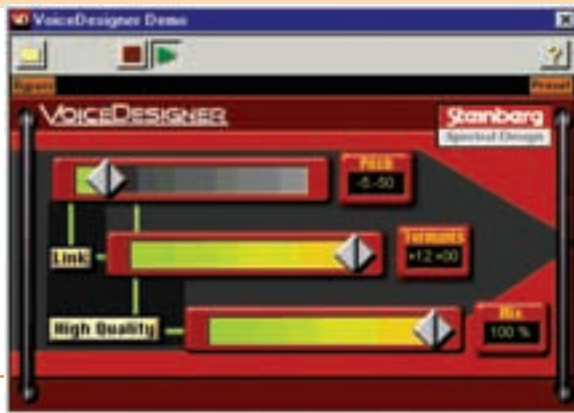 VoiceDesigner Demo
Bypass
Preset
VOICEDESIGNER
Steinberg
Spectral Design
Pitch
-5.-50
Formants
+12.+00
Link
Mix
100 %
High Quality
?